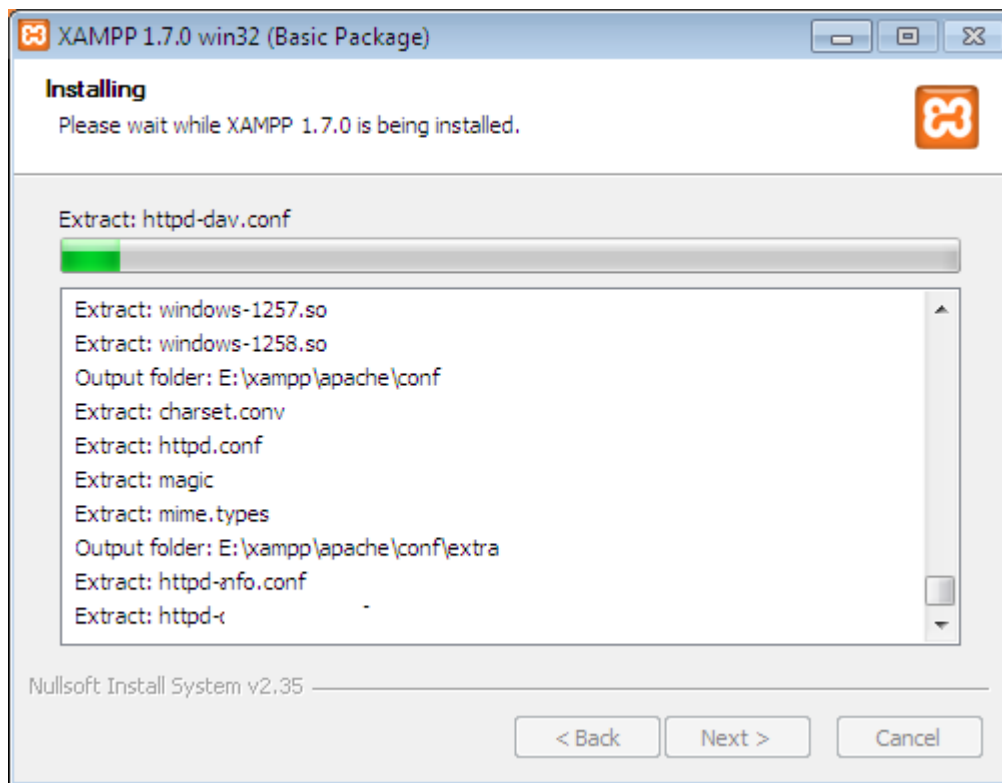 XAMPP 1.7.0 win32 (Basic Package)
Installing
Please wait while XAMPP 1.7.0 is being installed.
Extract: httpd-dav.conf
Extract: windows-1257.so
Extract: windows-1258.so
Output folder: E:\xampp\apache\conf
Extract: charset.conv
Extract: httpd.conf
Extract: magic
Extract: mime.types
Output folder: E:\xampp\apache\conf\extra
Extract:
Extract:
Nullsoft Install System v2.35
< Back Next > Cancel